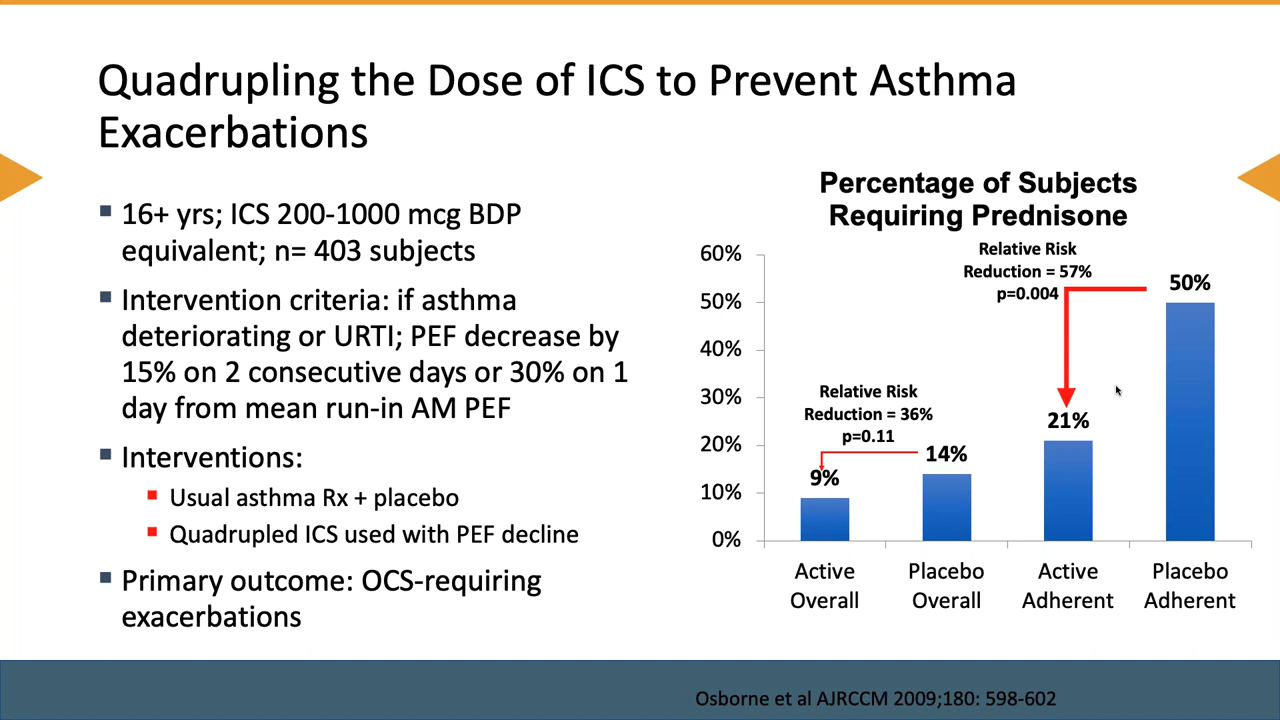 Quadrupling the Dose of ICS to Prevent Asthma
Exacerbations
16+ yrs; ICS 200-1000 mcg BDP
equivalent; n= 403 subjects
Intervention criteria: if asthma
deteriorating or URTI; PEF decrease by
15% on 2 consecutive days or 30% on 1
day from mean run-in AM PEF
Interventions:
Usual asthma Rx + placebo
Quadrupled ICS used with PEF decline
Primary outcome: OCS-requiring
exacerbations
Percentage of Subjects
Requiring Prednisone
60%
50%
40%
30%
20%
10%
0%
Relative Risk
Reduction = 36%
p=0.11
Relative Risk
Reduction = 57%
p=0.004
9%
14%
21%
50%
Active
Overall
Placebo
Overall
Active
Adherent
Placebo
Adherent
Osborne et al AJRCCM 2009;180: 598-602